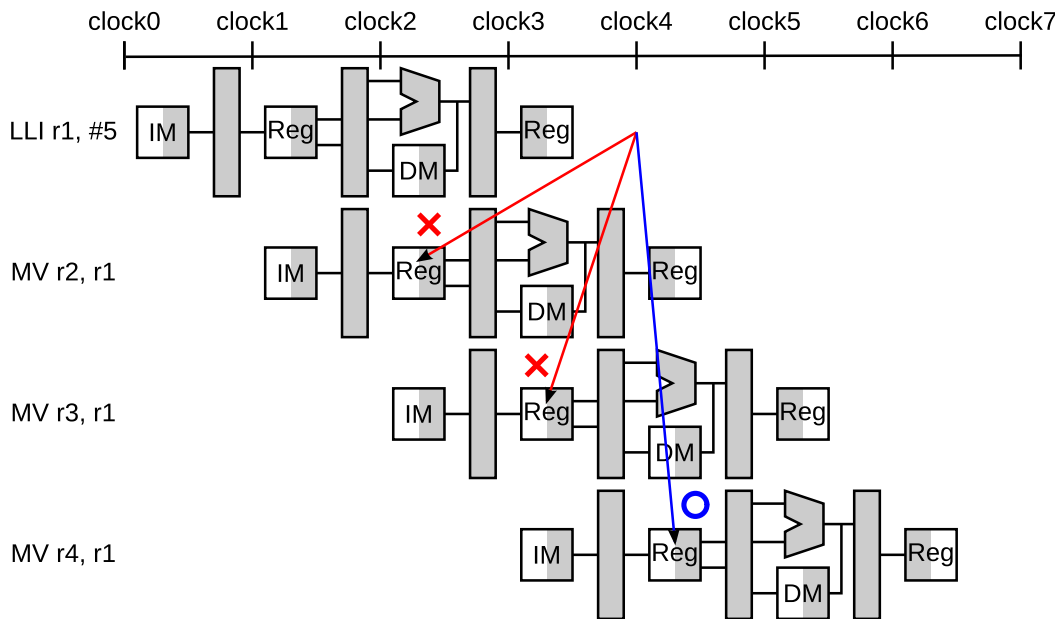 clock0 clock1 clock2 clock3 clock4 clock5 clock6 clock7
LLI r1, #5 IM Reg DM Reg
MV r2, r1 IM Reg DM Reg
MV r3, r1 IM Reg DM Reg
MV r4, r1 IM Reg DM Reg